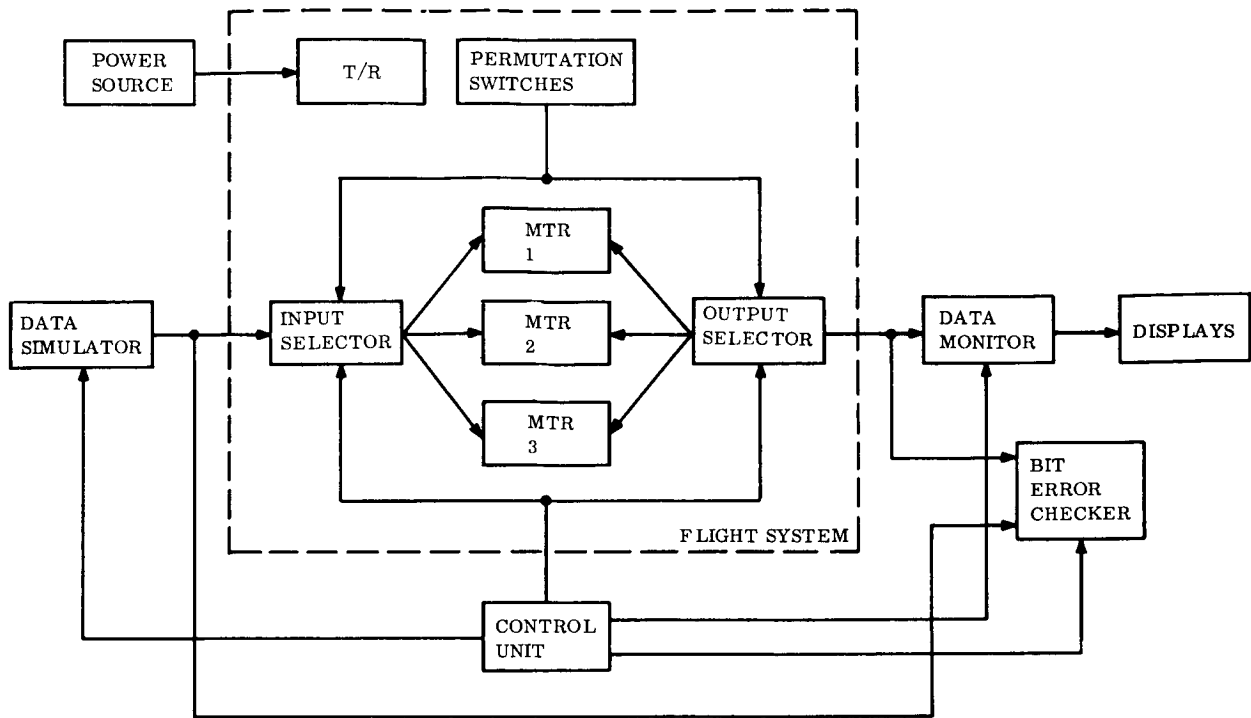 POWER
SOURCE
T/R
PERMUTATION
SWITCHES
MTR
1
DATA
SIMULATOR
INPUT
SELECTOR
MTR
2
OUTPUT
SELECTOR
DATA
MONITOR
DISPLAYS
MTR
3
BIT
ERROR
CHECKER
FLIGHT SYSTEM
CONTROL
UNIT